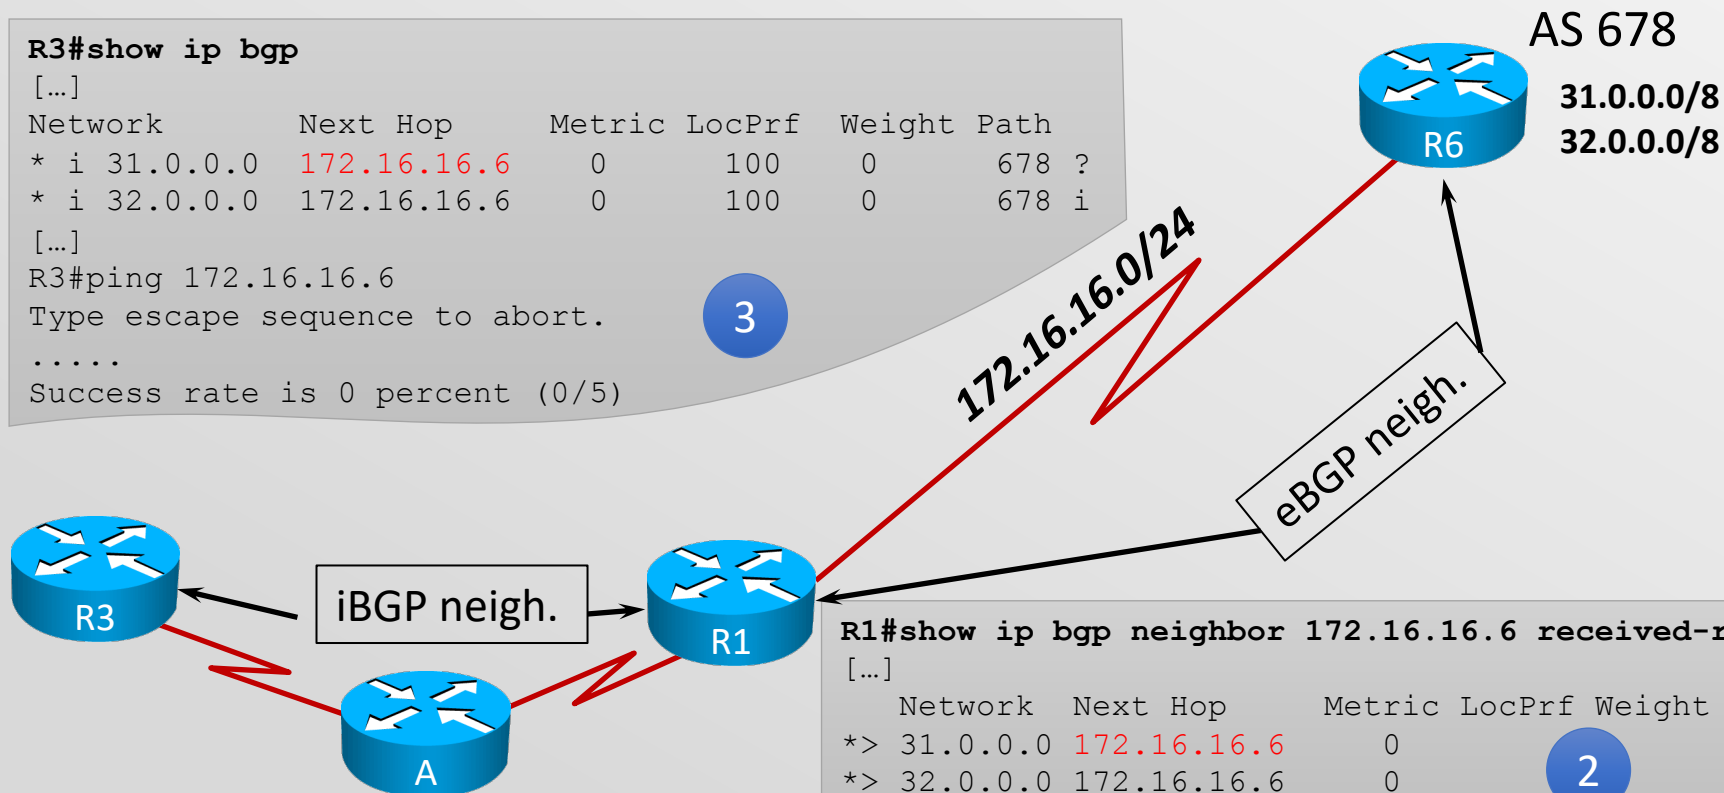 R3#show ip bgp
[…]
Network Next Hop Metric LocPrf Weight Path
* i 31.0.0.0 172.16.16.6 0 100 0 678 ?
* i 32.0.0.0 172.16.16.6 0 100 0 678 i
[…]
R3#ping 172.16.16.6
Type escape sequence to abort.
.....
Success rate is 0 percent (0/5)
3
AS 678
31.0.0.0/8
32.0.0.0/8
R6
172.16.16.0/24
eBGP neigh.
R3
iBGP neigh.
R1
A
R1#show ip bgp neighbor 172.16.16.6 received-r
[…]
Network Next Hop Metric LocPrf Weight
*> 31.0.0.0 172.16.16.6 0
*> 32.0.0.0 172.16.16.6 0
2